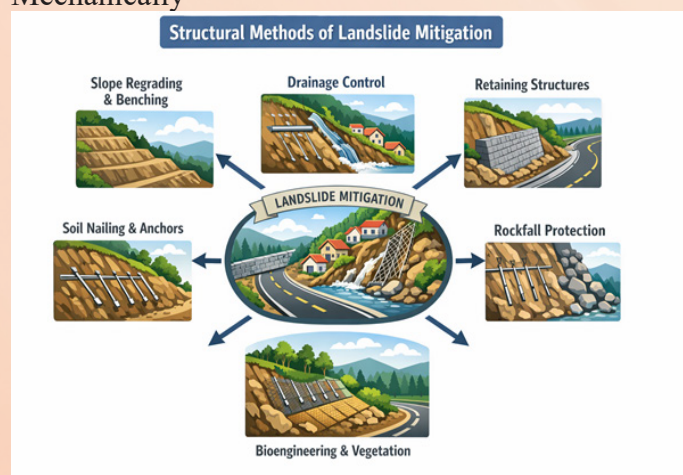 Mechanically
Structural Methods of Landslide Mitigation
Slope Regrading
& Benching
Drainage Control
Retaining Structures
LANDSLIDE MITIGATION
Soil Nailing & Anchors
Rockfall Protection
Bioengineering & Vegetation